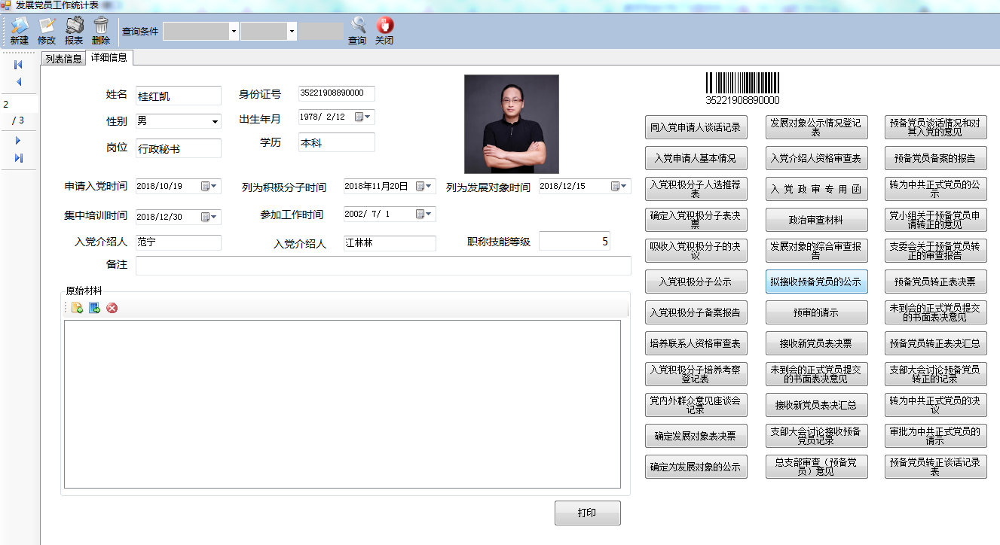 发展党员工作统计表
新建 修改 报表 删除 查询条件 查询 关闭
列表信息 详细信息
2
/ 3
姓名 桂红凯 身份证号 35221908890000
性别 男 出生年月 1978/ 2/12
岗位 行政秘书 学历 本科
申请入党时间 2018/10/19 列为积极分子时间 2018年11月20日 列为发展对象时间 2018/12/15
集中培训时间 2018/12/30 参加工作时间 2002/ 7/ 1
入党介绍人 范宁 入党介绍人 江林林 职称技能等级 5
备注
原始材料
打印
35221908890000
同入党申请人谈话记录
入党申请人基本情况
入党积极分子人选推荐
表
确定入党积极分子表决
票
吸收入党积极分子的决
议
入党积极分子公示
入党积极分子备案报告
培养联系人资格审查表
入党积极分子培养考察
登记表
党内外群众意见座谈会
记录
确定发展对象表决票
确定为发展对象的公示
发展对象公示情况登记
表
入党介绍人资格审查表
入 党 政 审 专 用 函
政治审查材料
发展对象的综合审查报
告
拟接收预备党员的公示
预审的请示
接收新党员表决票
未到会的正式党员提交
的书面表决意见
接收新党员表决汇总
支部大会讨论接收预备
党员记录
总支部审查（预备党
员）意见
预备党员谈话情况和对
其入党的意见
预备党员备案的报告
转为中共正式党员的公
示
党小组关于预备党员申
请转正的意见
支委会关于预备党员转
正的审查报告
预备党员转正表决票
未到会的正式党员提交
的书面表决意见
预备党员转正表决汇总
支部大会讨论预备党员
转正的记录
转为中共正式党员的决
议
审批为中共正式党员的
请示
预备党员转正谈话记录
表